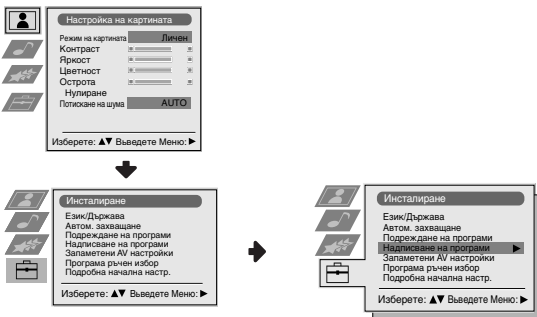 Настройка на картината
Режим на картината Личен
Контраст
Яркост
Цветност
Острота
Нулиране
Потискане на шума AUTO
Изберете: ▲▼ Въведете Меню: ▶
Инсталиране
Език/Държава
Автом. захващане
Подреждане на програми
Надписване на програми
Запаметени AV настройки
Програма ръчен избор
Подробна начална настр.
Изберете: ▲▼ Въведете Меню: ▶
Инсталиране
Език/Държава
Автом. захващане
Подреждане на програми
Надписване на програми ▶
Запаметени AV настройки
Програма ръчен избор
Подробна начална настр.
Изберете: ▲▼ Въведете Меню: ▶